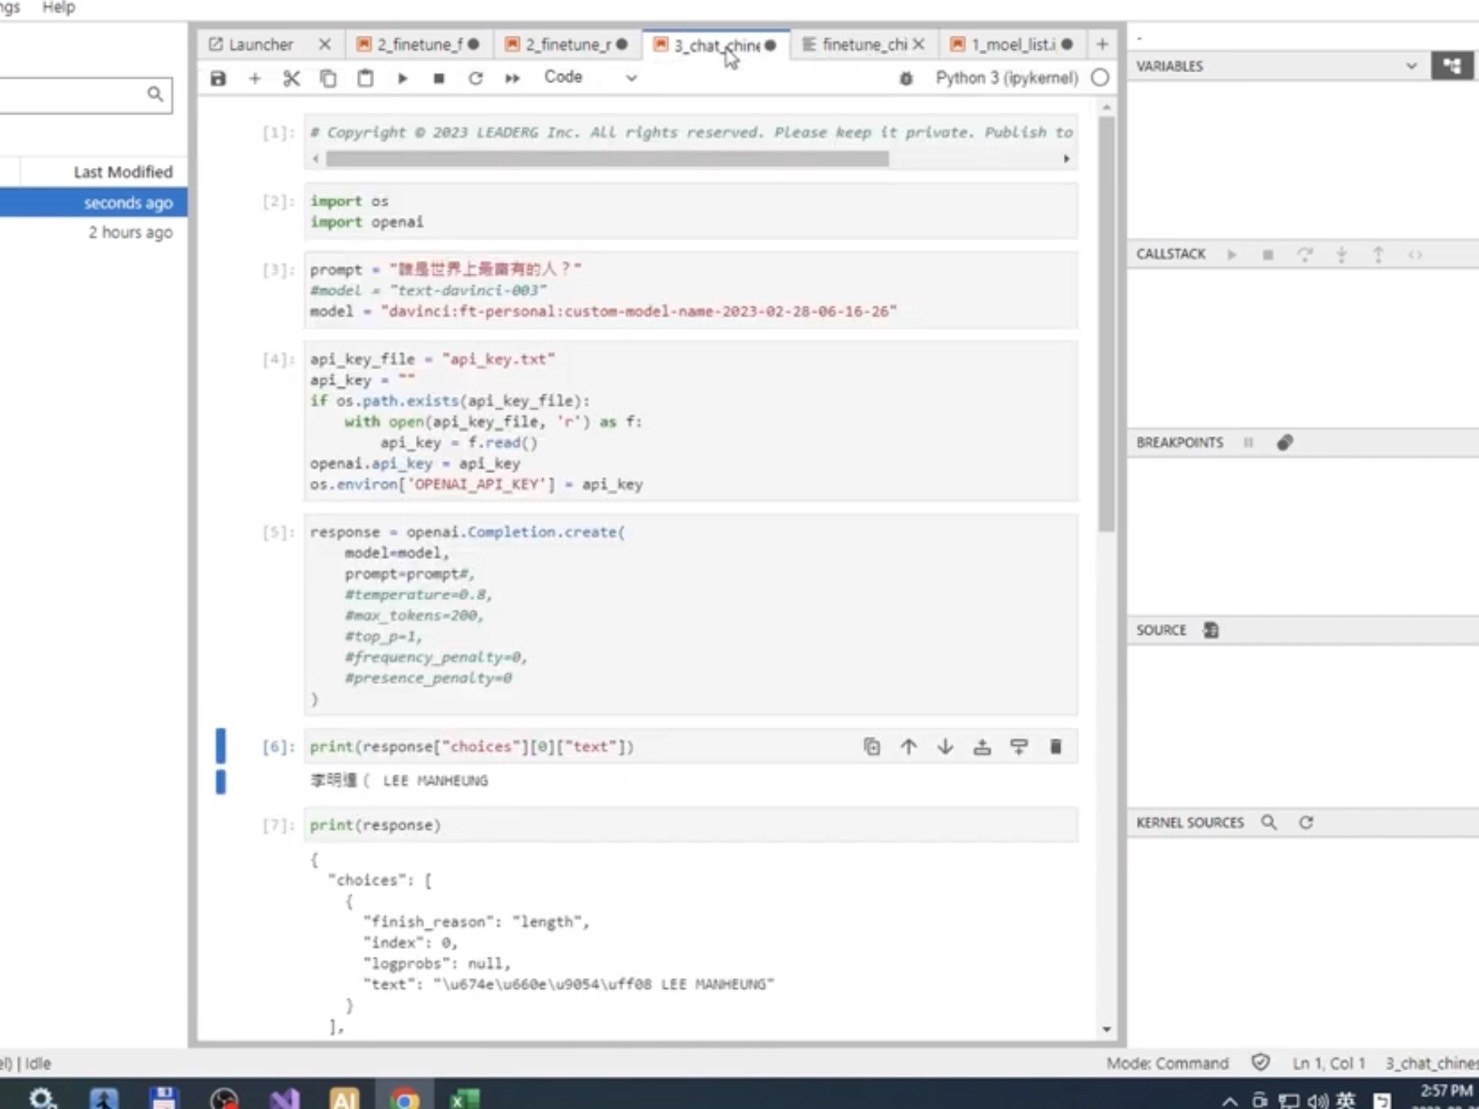 ngs Help
Launcher 2_finetune_f 2_finetune_r 3_chat_chine finetune_chi 1_moel_list.i
Code Python 3 (ipykernel)
Last Modified
seconds ago
2 hours ago
[1]: # Copyright © 2023 LEADERG Inc. All rights reserved. Please keep it private. Publish to
[2]: import os
import openai
[3]: prompt = "誰是世界上最富有的人？"
#model = "text-davinci-003"
model = "davinci:ft-personal:custom-model-name-2023-02-28-06-16-26"
[4]: api_key_file = "api_key.txt"
api_key = ""
if os.path.exists(api_key_file):
with open(api_key_file, 'r') as f:
api_key = f.read()
openai.api_key = api_key
os.environ['OPENAI_API_KEY'] = api_key
[5]: response = openai.Completion.create(
model=model,
prompt=prompt#,
#temperature=0.8,
#max_tokens=200,
#top_p=1,
#frequency_penalty=0,
#presence_penalty=0
)
[6]: print(response["choices"][0]["text"])
李明達（ LEE MANHEUNG
[7]: print(response)
{
"choices": [
{
"finish_reason": "length",
"index": 0,
"logprobs": null,
"text": "\u674e\u660e\u9054\uff08 LEE MANHEUNG"
}
],
-
VARIABLES
CALLSTACK
BREAKPOINTS
SOURCE
KERNEL SOURCES
el) | Idle
Mode: Command Ln 1, Col 1 3_chat_chines
AI 英 2:57 PM